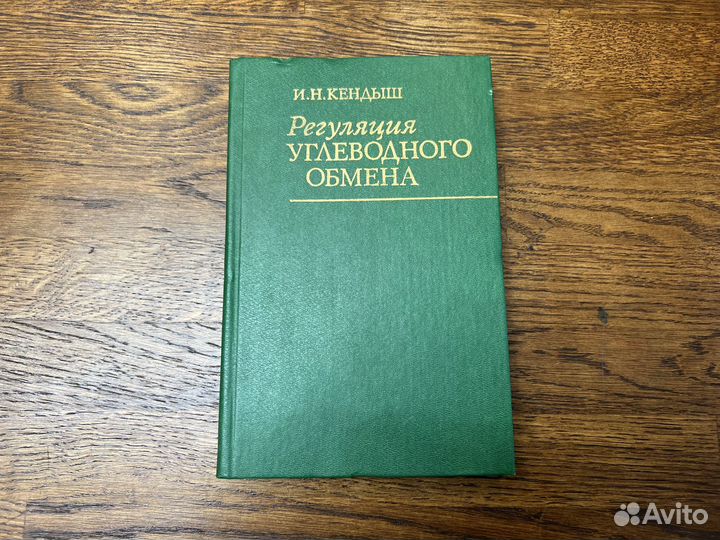 И.Н.КЕНДЫШ
Регуляция
УГЛЕВОДНОГО
ОБМЕНА
Avito